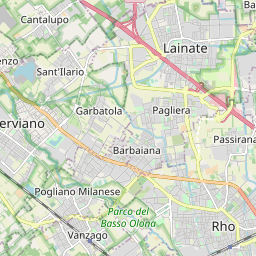 Cantalupo
Lainate
Sant'Ilario
Garbatola
Pagliera
Passirana
Barbaiana
Pogliano Milanese
Parco del
Basso Olona
Rho
Vanzago